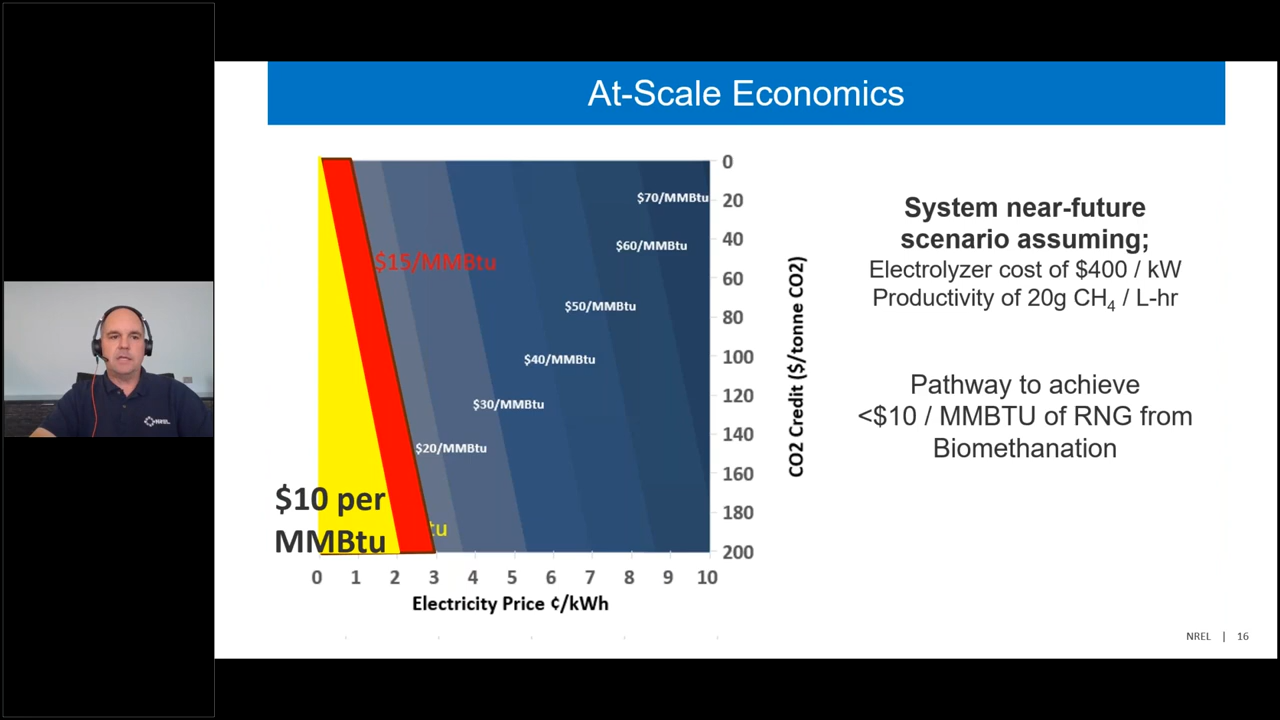 At-Scale Economics
$70/MMBtu
$60/MMBtu
$15/MMBtu
$50/MMBtu
$40/MMBtu
$30/MMBtu
$20/MMBtu
$10 per
MMBtu
tu
0
20
40
60
80
100
120
140
160
180
200
CO2 Credit ($/tonne CO2)
0 1 2 3 4 5 6 7 8 9 10
Electricity Price ¢/kWh
System near-future
scenario assuming;
Electrolyzer cost of $400 / kW
Productivity of 20g CH₄ / L-hr
Pathway to achieve
<$10 / MMBTU of RNG from
Biomethanation
NREL | 16
NREL